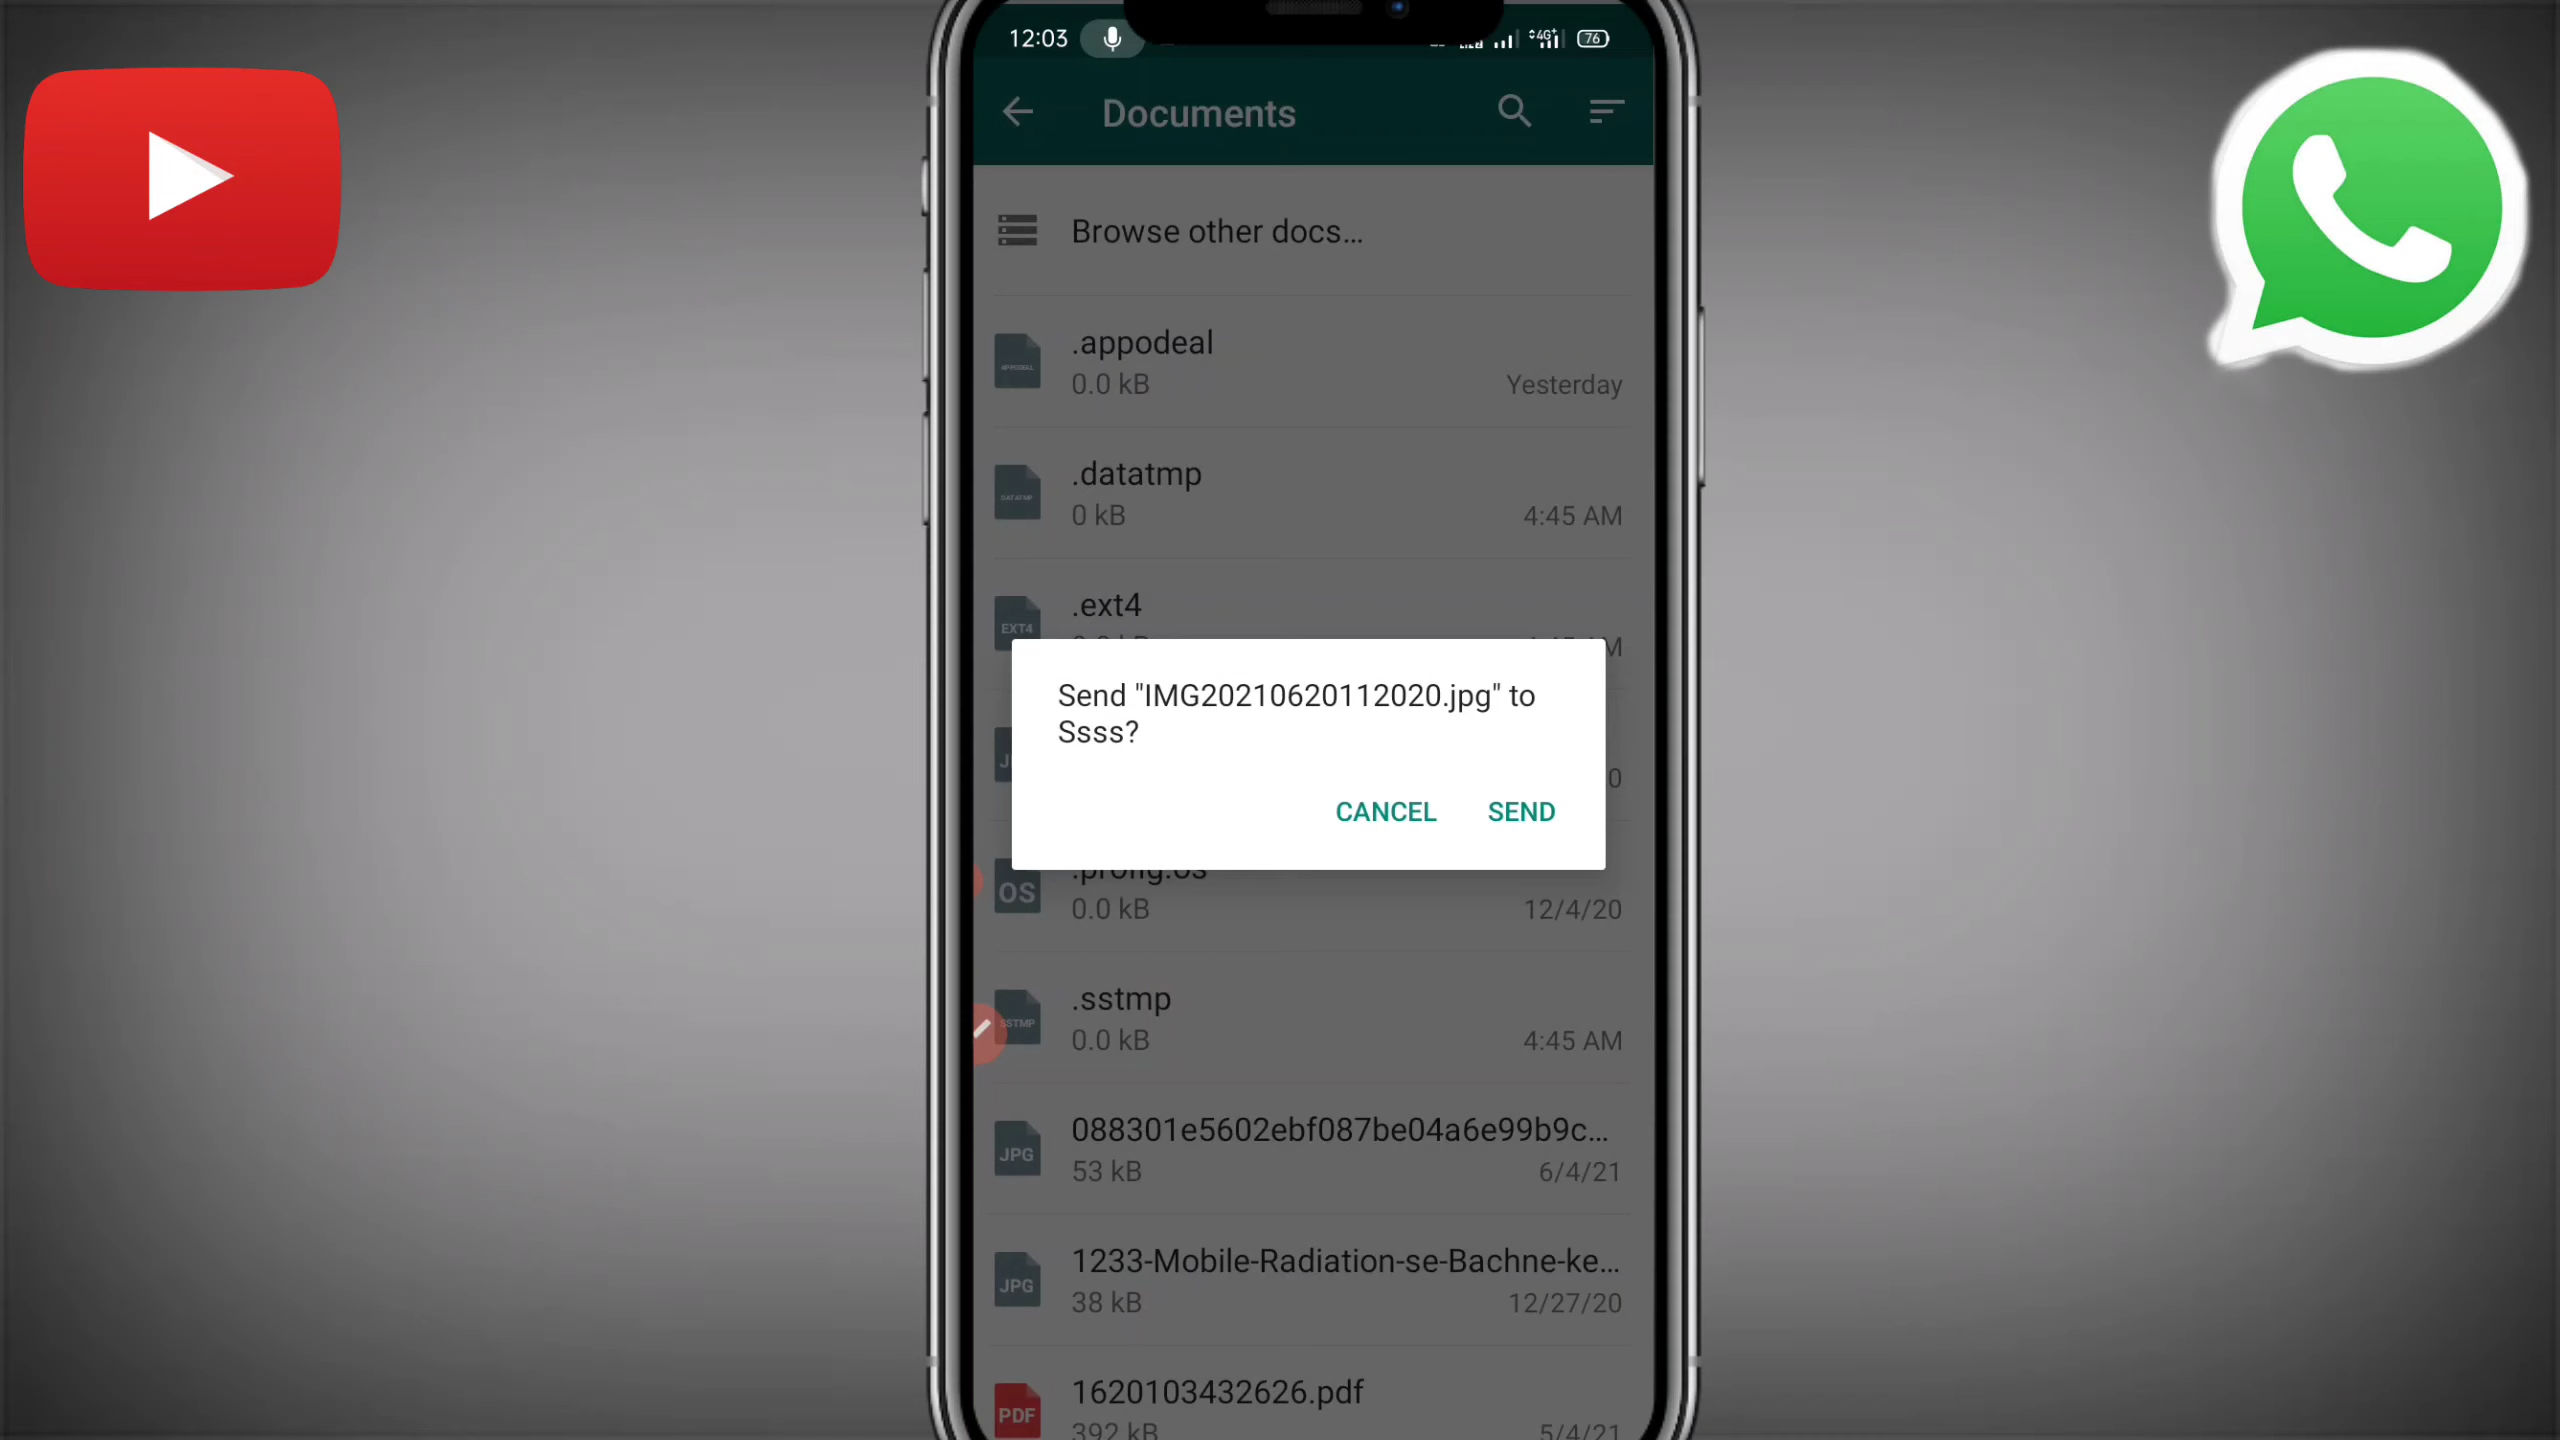 12:03
76
Documents
Browse other docs...
.appodeal
0.0 kB
Yesterday
.datatmp
0 kB
4:45 AM
.ext4
EXT4
Send "IMG20210620112020.jpg" to
Ssss?
CANCEL SEND
OS
0.0 kB
12/4/20
.sstmp
SSTMP
0.0 kB
4:45 AM
088301e5602ebf087be04a6e99b9c...
JPG
53 kB
6/4/21
1233-Mobile-Radiation-se-Bachne-ke...
JPG
38 kB
12/27/20
1620103432626.pdf
PDF
392 kB
5/4/21